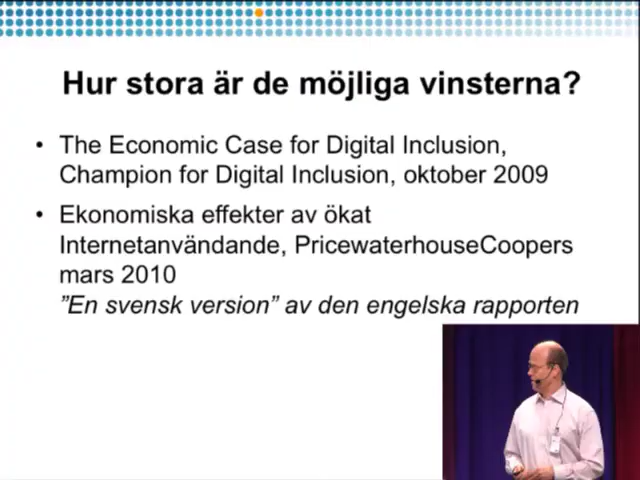 Hur stora är de möjliga vinsterna?
• The Economic Case for Digital Inclusion,
Champion for Digital Inclusion, oktober 2009
• Ekonomiska effekter av ökat
Internetanvändande, PricewaterhouseCoopers
mars 2010
”En svensk version” av den engelska rapporten